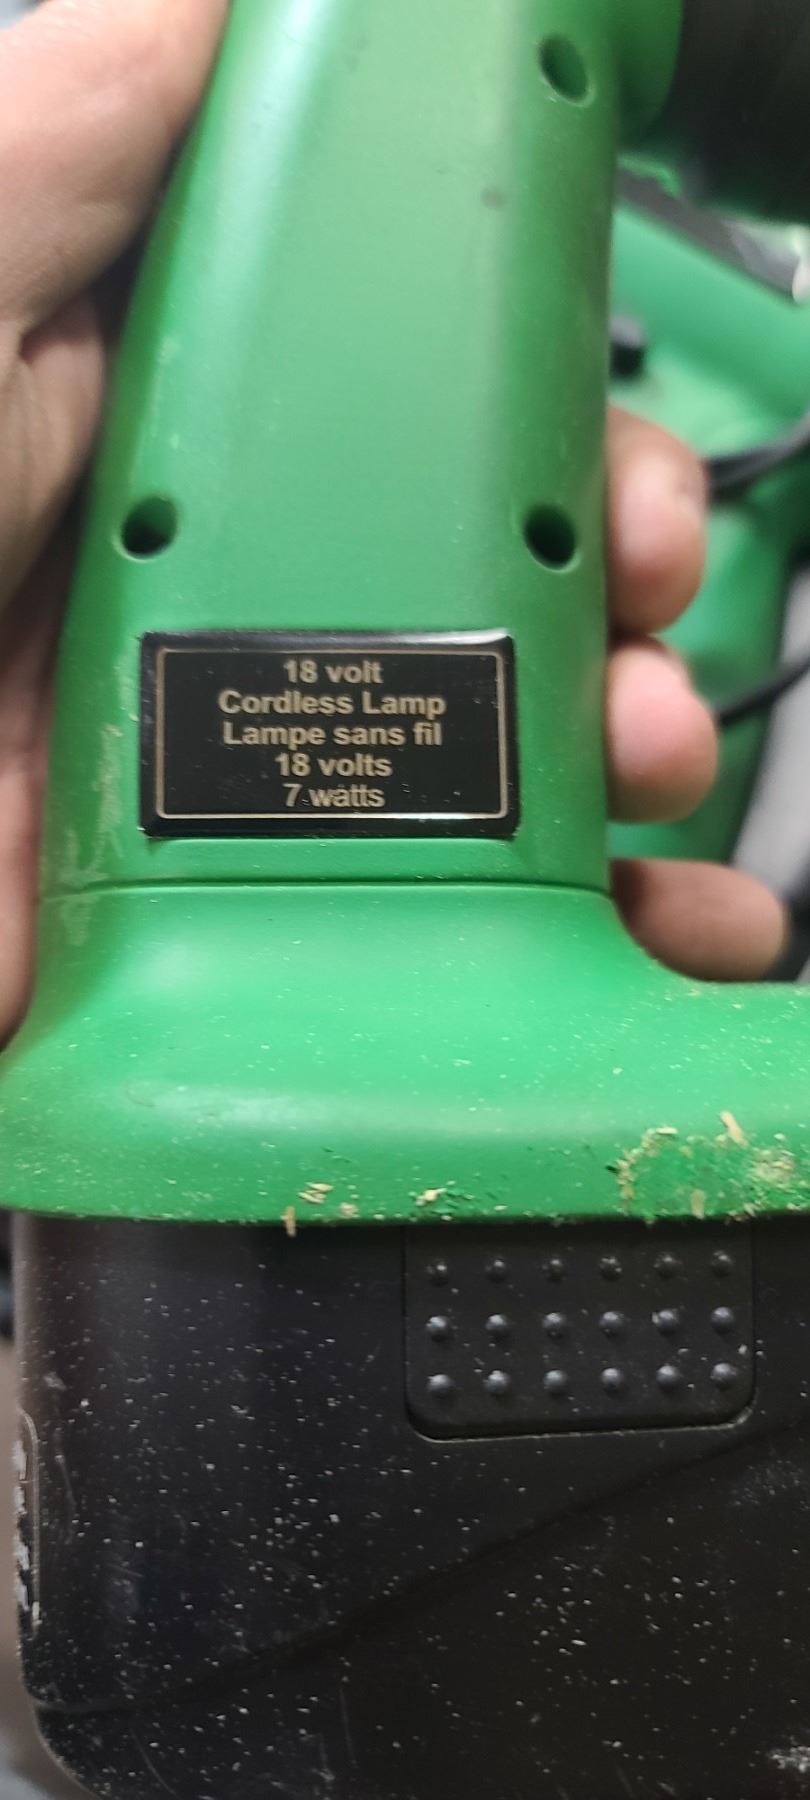 18 volt
Cordless Lamp
Lampe sans fil
18 volts
7 watts